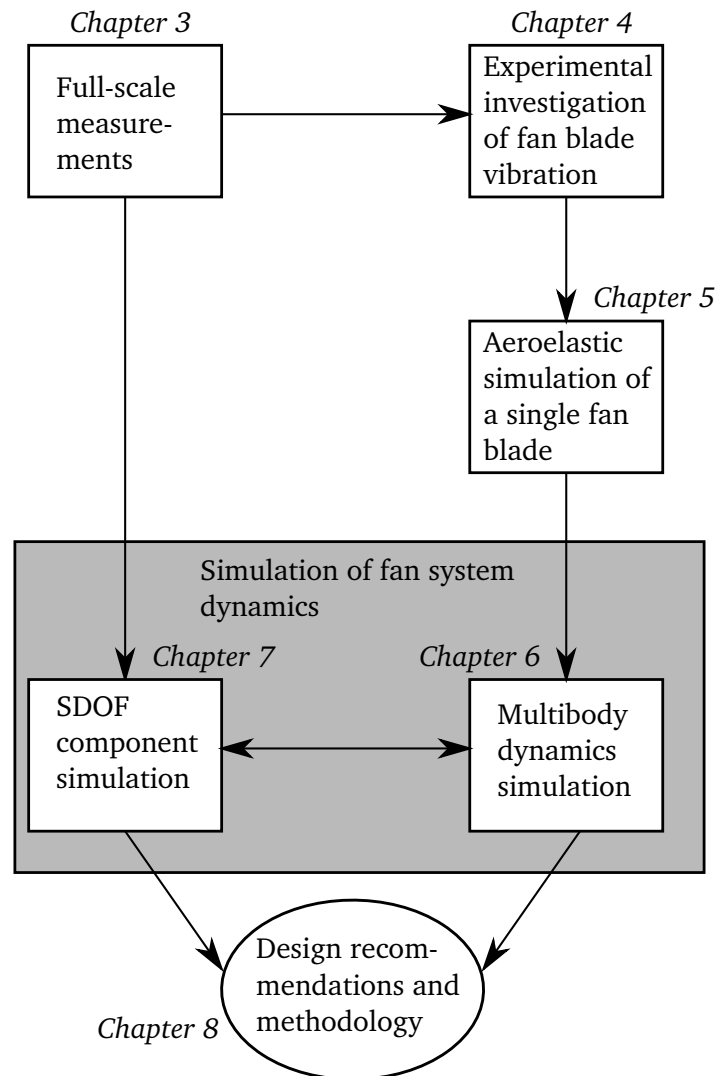 Chapter 3
Full-scale
measure-
ments
Chapter 4
Experimental
investigation
of fan blade
vibration
Chapter 5
Aeroelastic
simulation of
a single fan
blade
Simulation of fan system
dynamics
Chapter 7
SDOF
component
simulation
Chapter 6
Multibody
dynamics
simulation
Design recom-
mendations and
methodology
Chapter 8